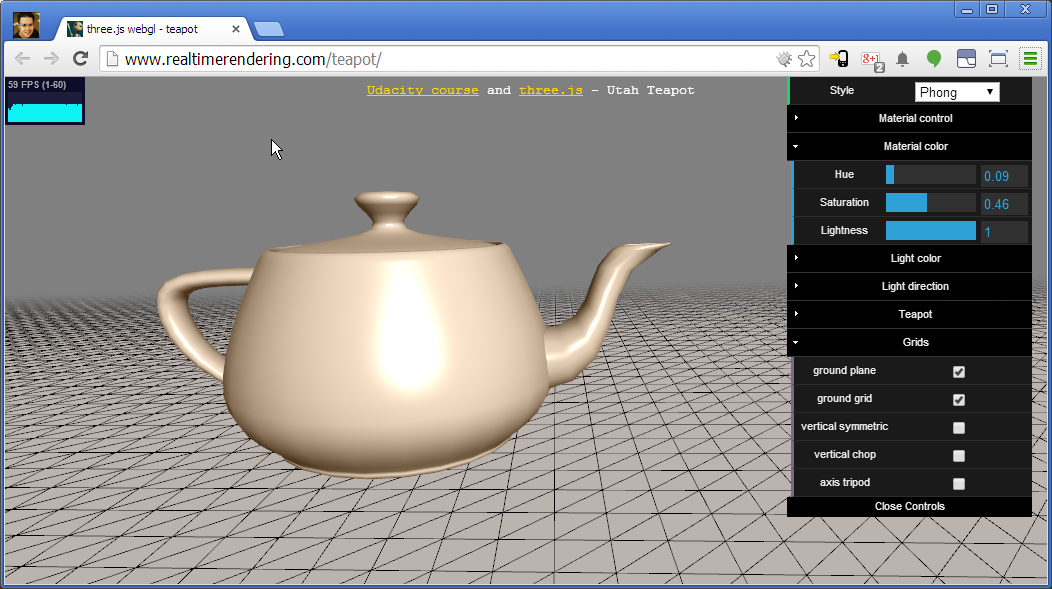 three.js webgl - teapot
www.realtimerendering.com/teapot/
g+1
2
59 FPS (1-60)
Udacity course and three.js - Utah Teapot
Style Phong
Material control
Material color
Hue 0.09
Saturation 0.46
Lightness 1
Light color
Light direction
Teapot
Grids
ground plane
ground grid
vertical symmetric
vertical chop
axis tripod
Close Controls